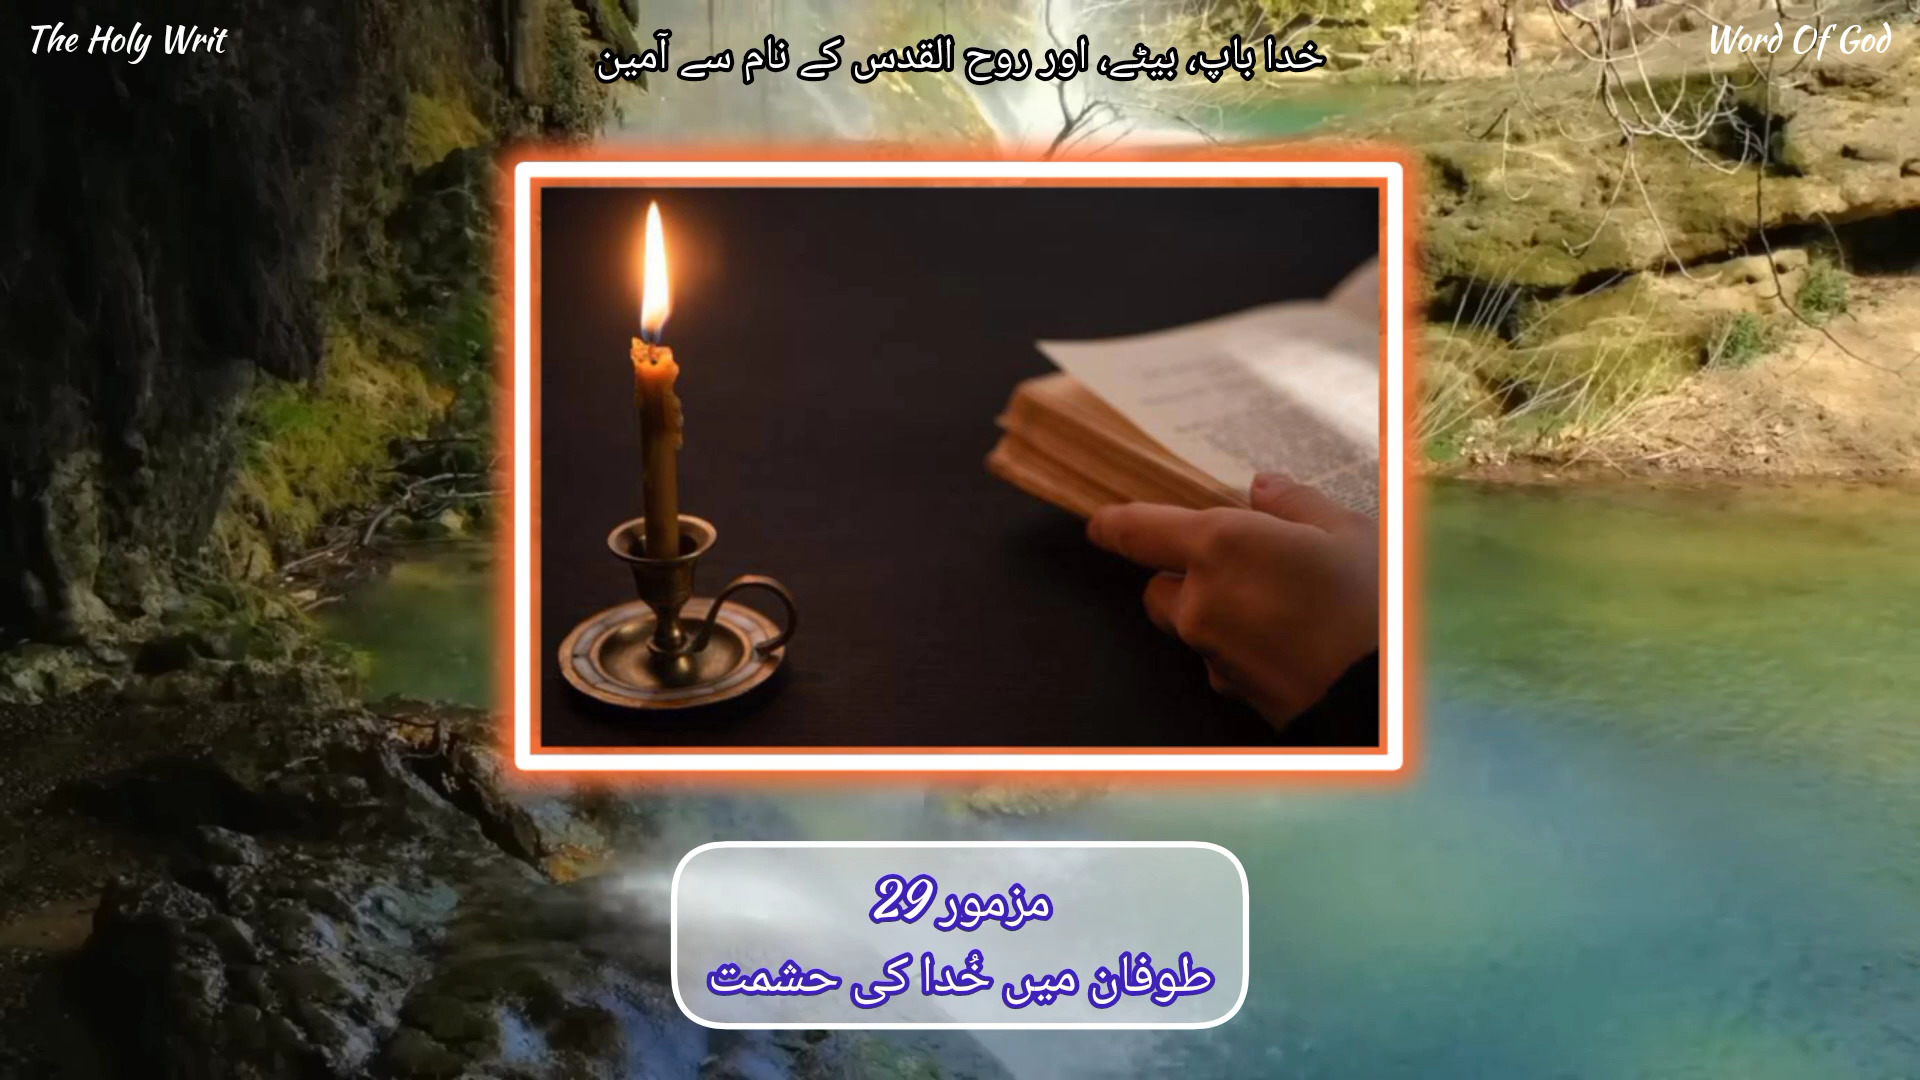 The Holy Writ
Word Of God
خدا باپ، بیٹے، اور روح القدس کے نام سے آمین
مزمور 29
طوفان میں خُدا کی حشمت